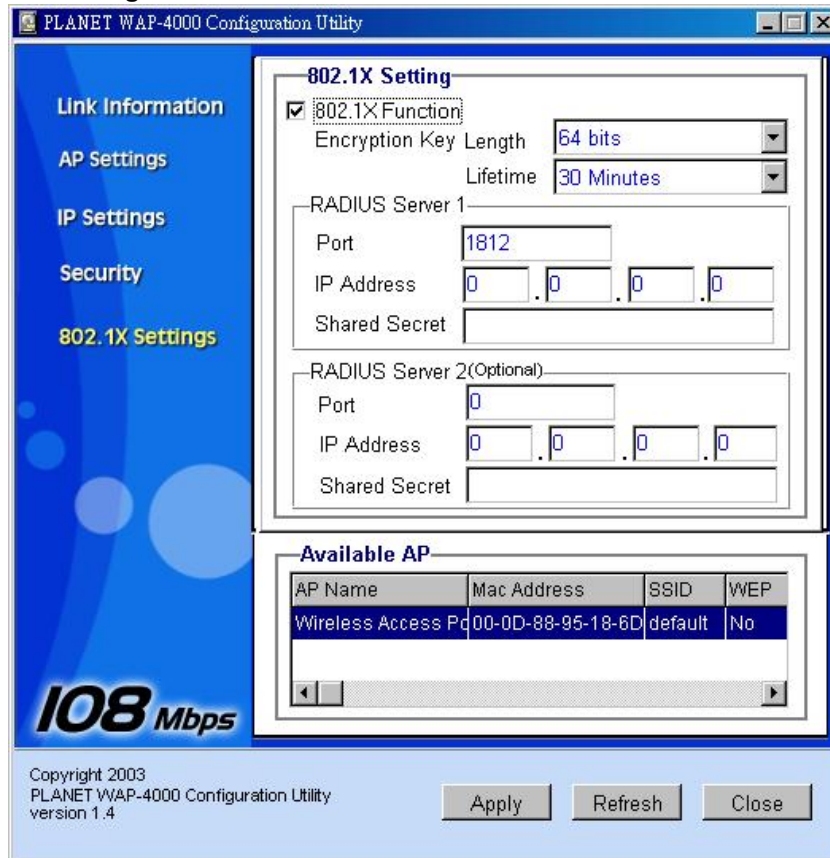 PLANET WAP-4000 Configuration Utility
Link Information
AP Settings
IP Settings
Security
802.1X Settings
802.1X Setting
802.1X Function
Encryption Key Length 64 bits
Lifetime 30 Minutes
RADIUS Server 1
Port 1812
IP Address 0 . 0 . 0 . 0
Shared Secret
RADIUS Server 2(Optional)
Port 0
IP Address 0 . 0 . 0 . 0
Shared Secret
Available AP
AP Name Mac Address SSID WEP
Wireless Access Po 00-0D-88-95-18-6D default No
108 Mbps
Copyright 2003
PLANET WAP-4000 Configuration Utility
version 1.4
Apply Refresh Close